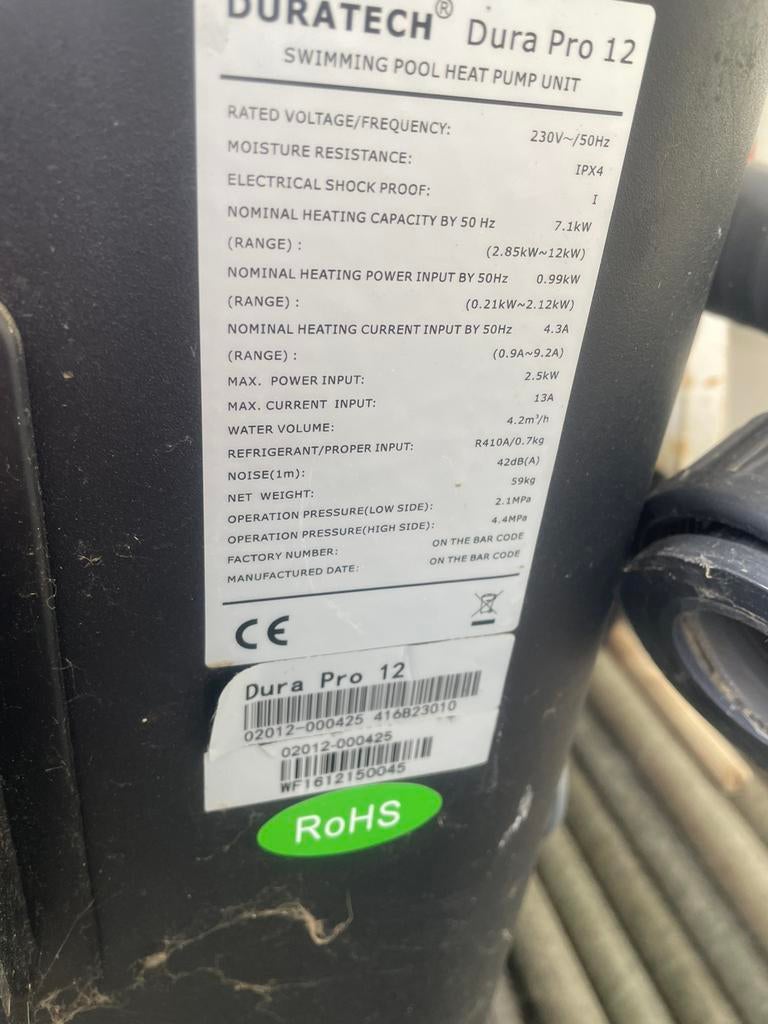 DURATECH® Dura Pro 12
SWIMMING POOL HEAT PUMP UNIT
RATED VOLTAGE/FREQUENCY: 230V~/50Hz
MOISTURE RESISTANCE: IPX4
ELECTRICAL SHOCK PROOF: I
NOMINAL HEATING CAPACITY BY 50 Hz 7.1kW
(RANGE) : (2.85kW~12kW)
NOMINAL HEATING POWER INPUT BY 50Hz 0.99kW
(RANGE) : (0.21kW~2.12kW)
NOMINAL HEATING CURRENT INPUT BY 50Hz 4.3A
(RANGE) : (0.9A~9.2A)
MAX. POWER INPUT: 2.5kW
MAX. CURRENT INPUT: 13A
WATER VOLUME: 4.2m³/h
REFRIGERANT/PROPER INPUT: R410A/0.7kg
NOISE(1m): 42dB(A)
NET WEIGHT: 59kg
OPERATION PRESSURE(LOW SIDE): 2.1MPa
OPERATION PRESSURE(HIGH SIDE): 4.4MPa
FACTORY NUMBER: ON THE BAR CODE
MANUFACTURED DATE: ON THE BAR CODE
CE
Dura Pro 12
02012-000425 416B23010
02012-000425
WF1612150045
RoHS